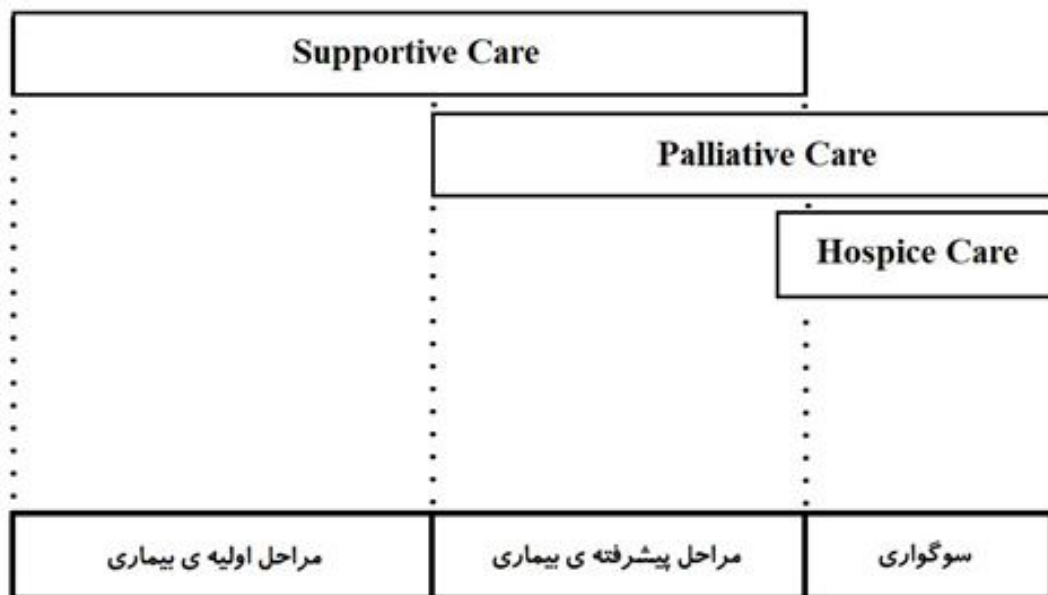 Supportive Care
Palliative Care
Hospice Care
مراحل اولیه ی بیماری
مراحل پیشرفته ی بیماری
سوگواری